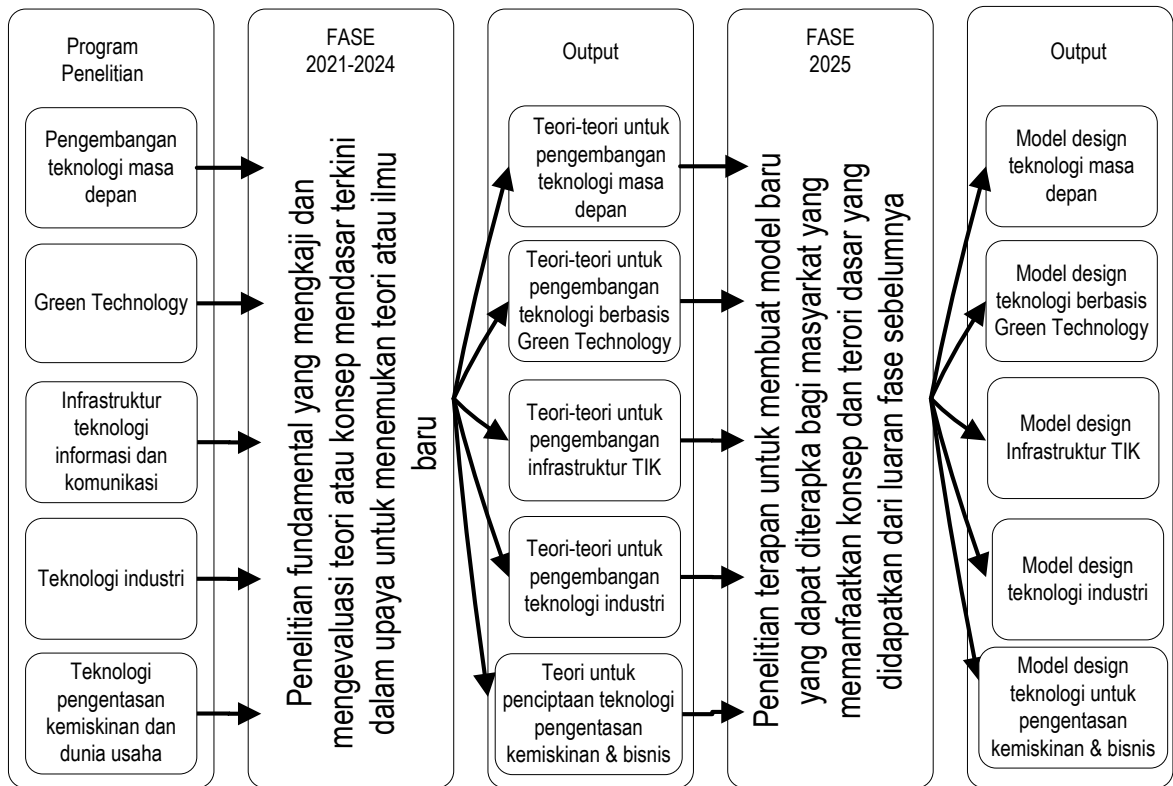 Program
Penelitian
Pengembangan
teknologi masa
depan
Green Technology
Infrastruktur
teknologi
informasi dan
komunikasi
Teknologi industri
Teknologi
pengentasan
kemiskinan dan
dunia usaha
FASE
2021-2024
Penelitian fundamental yang mengkaji dan
mengevaluasi teori atau konsep mendasar terkini
dalam upaya untuk menemukan teori atau ilmu
baru
Output
Teori-teori untuk
pengembangan
teknologi masa
depan
Teori-teori untuk
pengembangan
teknologi berbasis
Green Technology
Teori-teori untuk
pengembangan
infrastruktur TIK
Teori-teori untuk
pengembangan
teknologi industri
Teori untuk
penciptaan teknologi
pengentasan
kemiskinan & bisnis
FASE
2025
Penelitian terapan untuk membuat model baru
yang dapat diterapka bagi masyarkat yang
memanfaatkan konsep dan terori dasar yang
didapatkan dari luaran fase sebelumnya
Output
Model design
teknologi masa
depan
Model design
teknologi berbasis
Green Technology
Model design
Infrastruktur TIK
Model design
teknologi industri
Model design
teknologi untuk
pengentasan
kemiskinan & bisnis